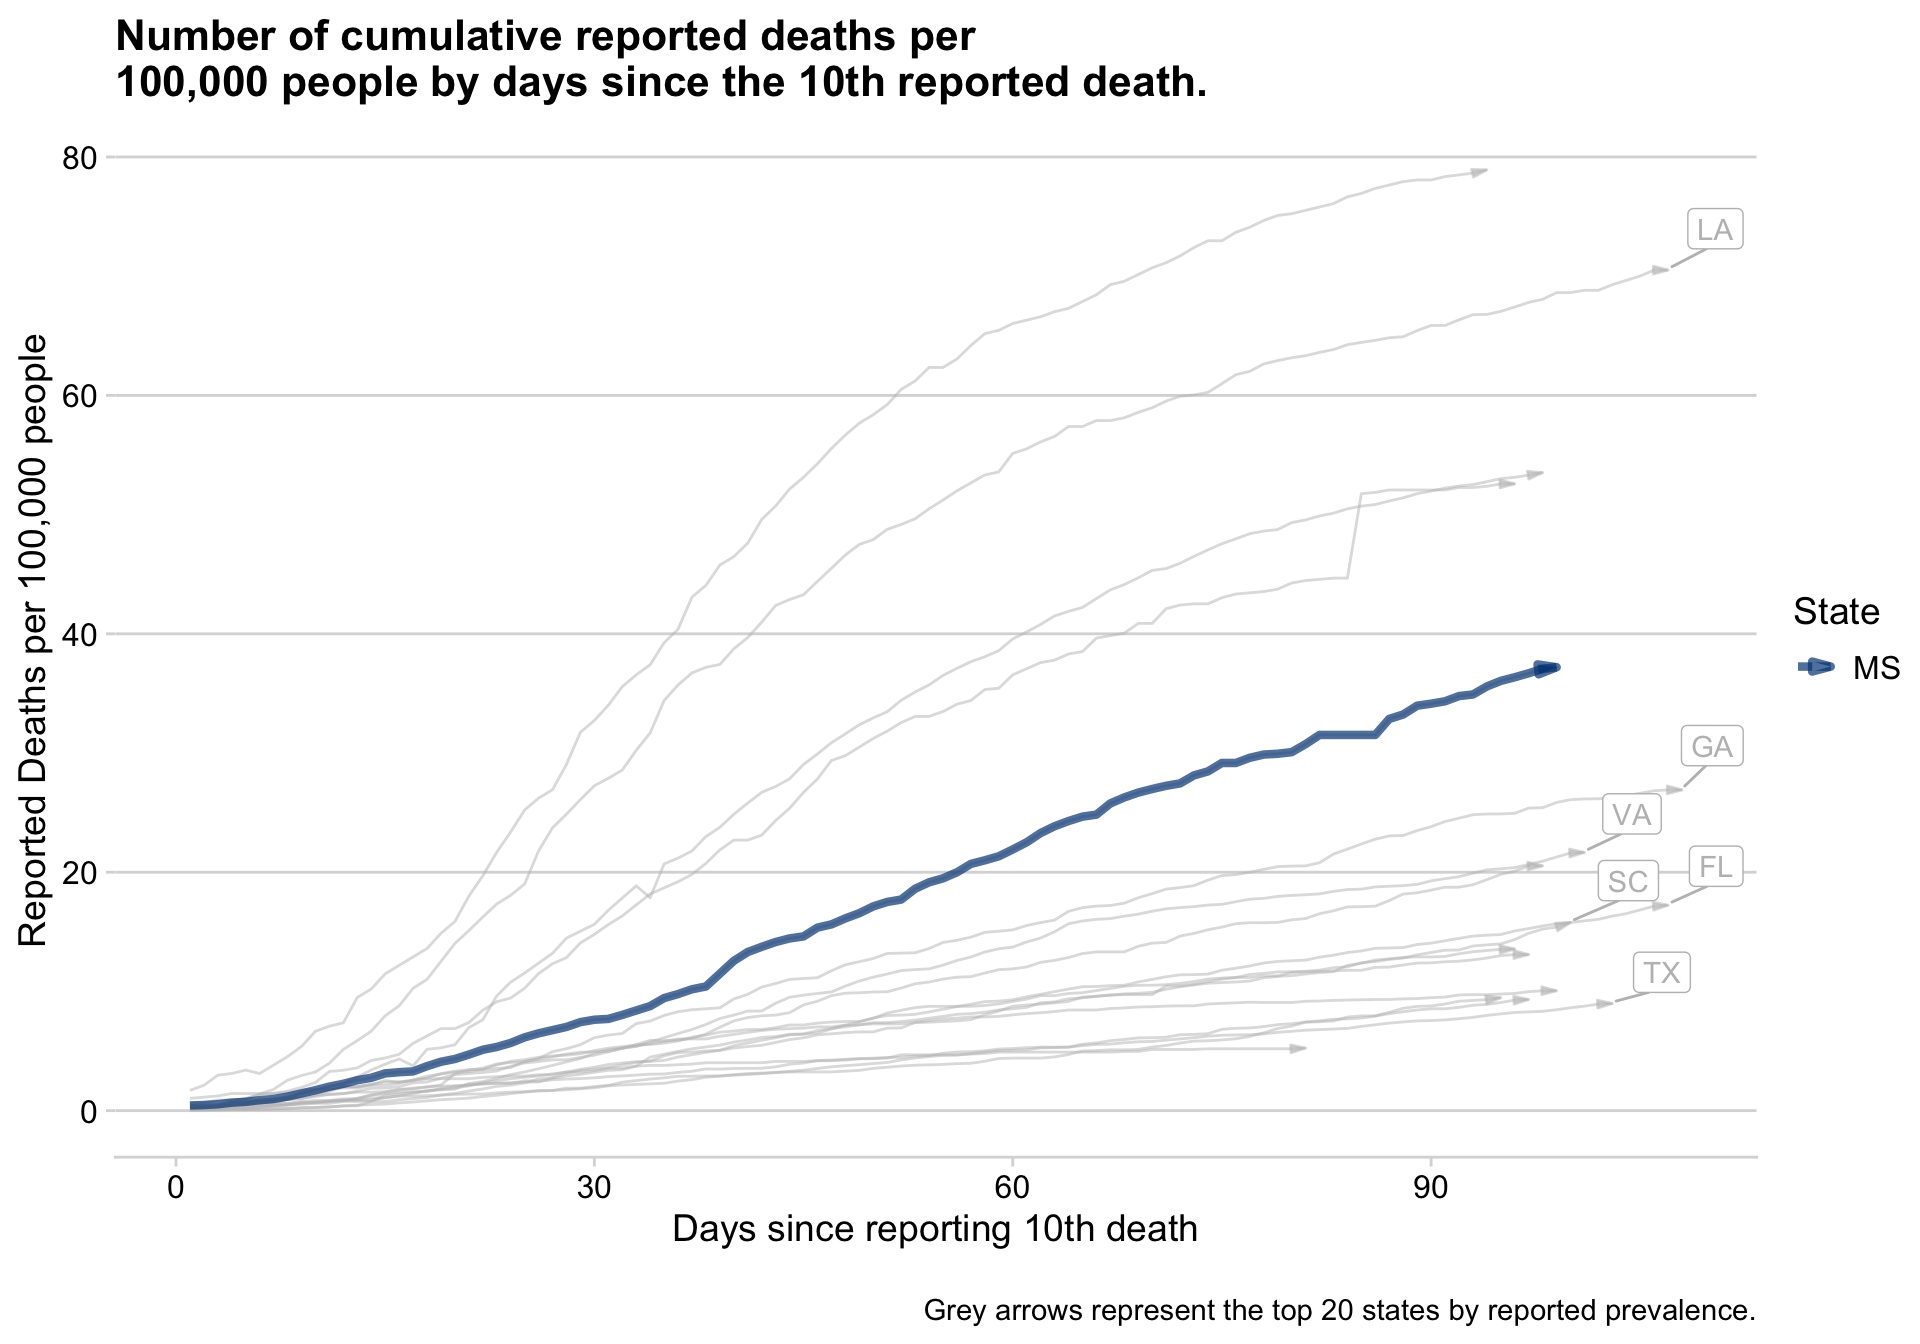 Number of cumulative reported deaths per
100,000 people by days since the 10th reported death.
Reported Deaths per 100,000 people
80
60
40
20
0
LA
GA
VA
FL
SC
TX
State
MS
0
30
60
90
Days since reporting 10th death
Grey arrows represent the top 20 states by reported prevalence.